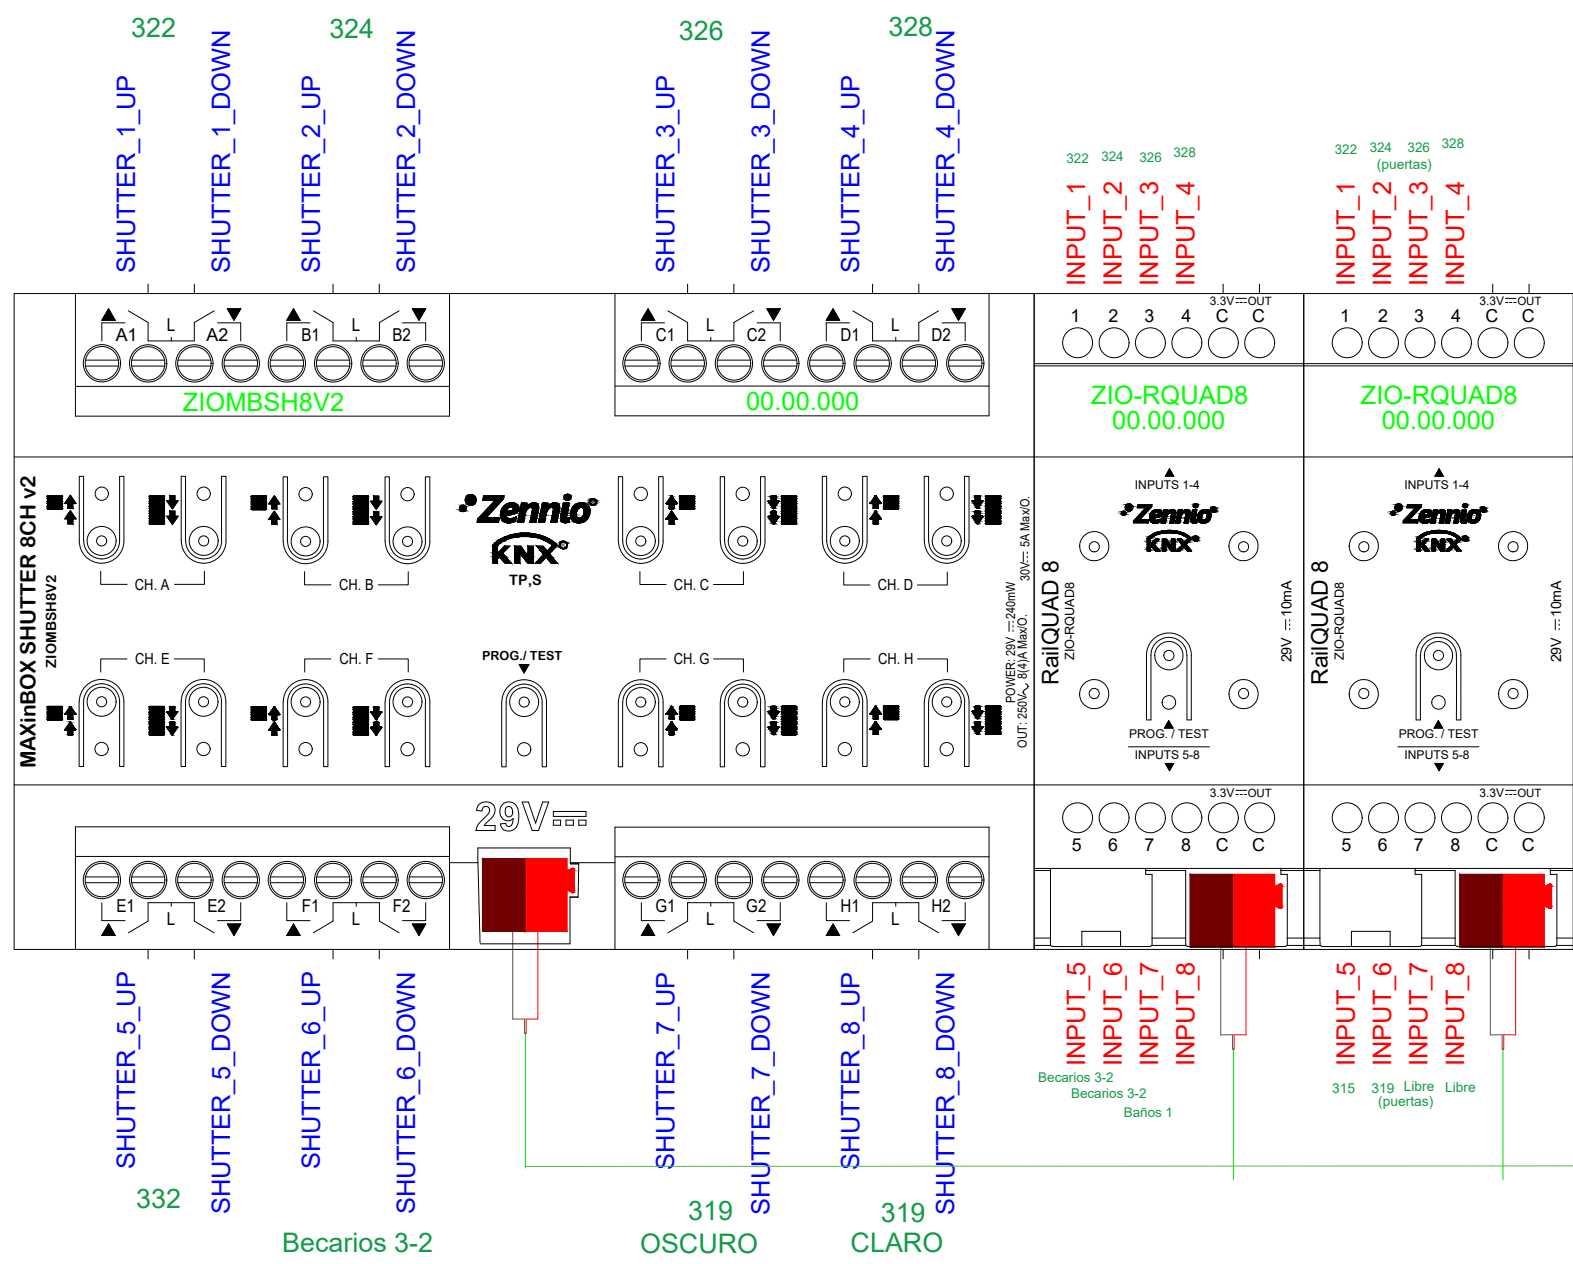 322
324
326
328
SHUTTER_1_UP
SHUTTER_1_DOWN
SHUTTER_2_UP
SHUTTER_2_DOWN
SHUTTER_3_UP
SHUTTER_3_DOWN
SHUTTER_4_UP
SHUTTER_4_DOWN
322 324 326 328
INPUT_1
INPUT_2
INPUT_3
INPUT_4
322 324 326 328
(puertas)
INPUT_1
INPUT_2
INPUT_3
INPUT_4
A1 L A2 B1 L B2
C1 L C2 D1 L D2
3.3V OUT
1 2 3 4 C C
3.3V OUT
1 2 3 4 C C
ZIOMBSH8V2
00.00.000
ZIO-RQUAD8
00.00.000
ZIO-RQUAD8
00.00.000
MAXinBOX SHUTTER 8CH v2
ZIOMBSH8V2
CH. A
CH. B
Zennio
KNX
TP,S
CH. C
CH. D
CH. E
CH. F
PROG./ TEST
CH. G
CH. H
POWER: 29V ⎓ 240mW
OUT: 250V~ 8(4)A Max/O. 30V⎓ 5A Max/O.
INPUTS 1-4
Zennio
KNX
RailQUAD 8
ZIO-RQUAD8
29V ⎓ 10mA
PROG. / TEST
INPUTS 5-8
INPUTS 1-4
Zennio
KNX
RailQUAD 8
ZIO-RQUAD8
29V ⎓ 10mA
PROG. / TEST
INPUTS 5-8
29V⎓
3.3V OUT
5 6 7 8 C C
3.3V OUT
5 6 7 8 C C
E1 L E2 F1 L F2
G1 L G2 H1 L H2
SHUTTER_5_UP
SHUTTER_5_DOWN
SHUTTER_6_UP
SHUTTER_6_DOWN
SHUTTER_7_UP
SHUTTER_7_DOWN
SHUTTER_8_UP
SHUTTER_8_DOWN
INPUT_5
INPUT_6
INPUT_7
INPUT_8
Becarios 3-2
Becarios 3-2
Baños 1
INPUT_5
INPUT_6
INPUT_7
INPUT_8
315 319 Libre Libre
(puertas)
332
Becarios 3-2
319
OSCURO
319
CLARO